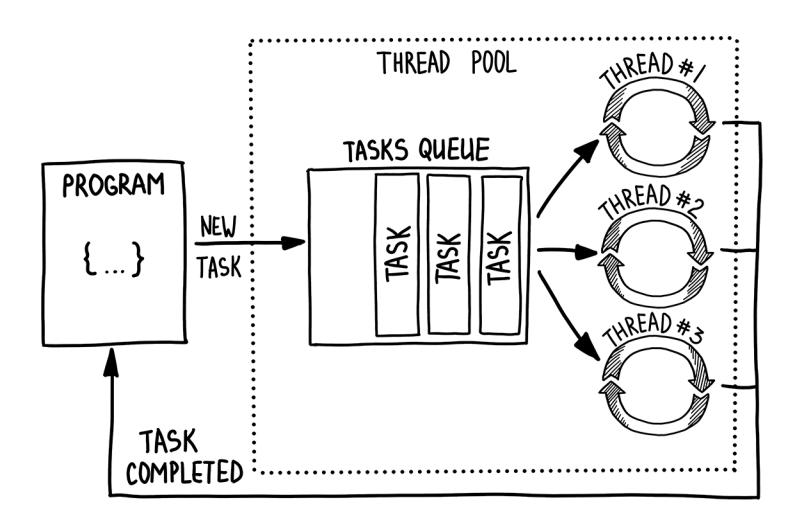 THREAD POOL
THREAD #1
TASKS QUEUE
PROGRAM
{...}
NEW
TASK
TASK
TASK
TASK
THREAD #2
THREAD #3
TASK
COMPLETED